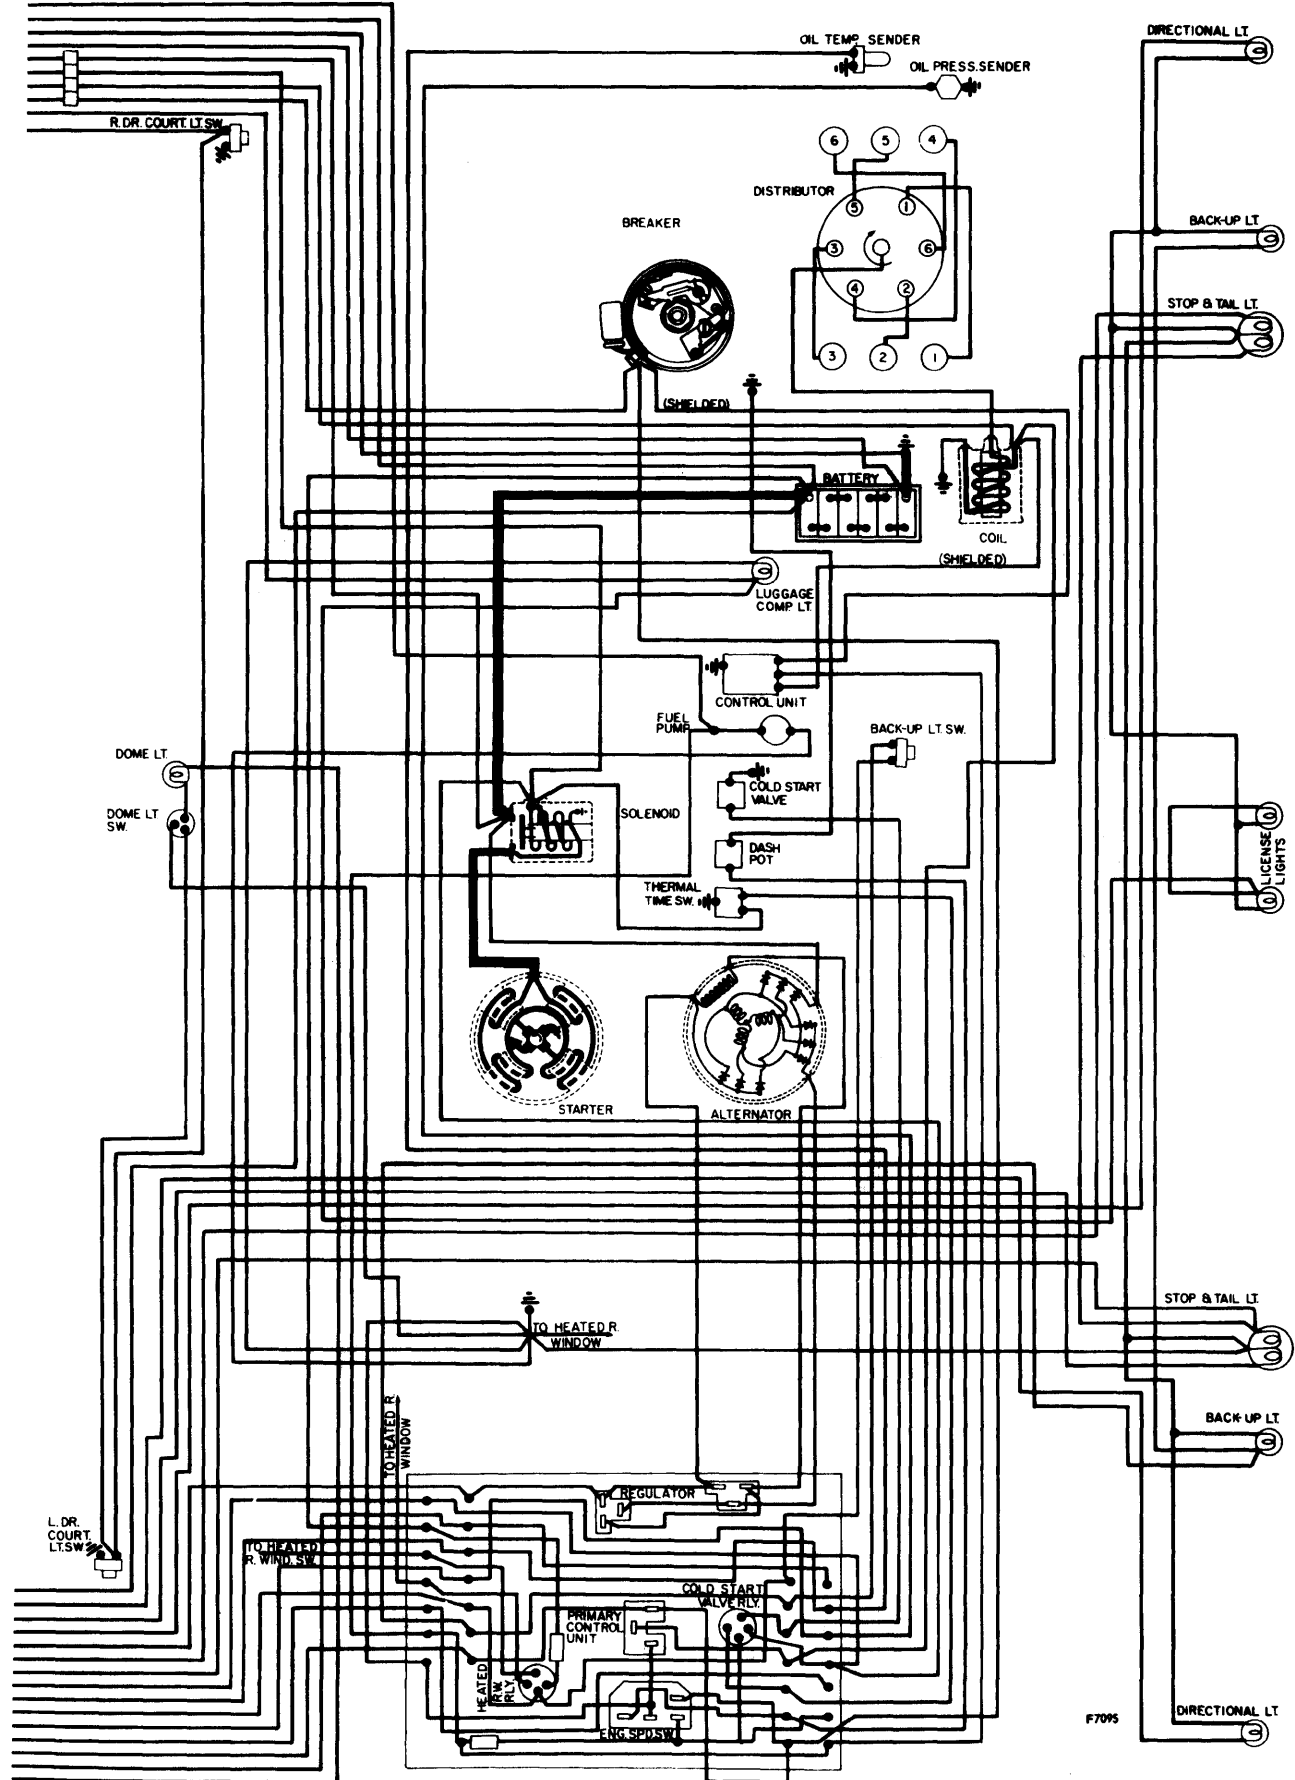 DIRECTIONAL LT.
OIL TEMP. SENDER
OIL PRESS. SENDER
R. DR. COURT. LT. SW.
6 5 4
DISTRIBUTOR
5 1
3 6
4 2
3 2 1
BREAKER
BACK-UP LT.
STOP & TAIL LT.
(SHIELDED)
BATTERY
COIL
(SHIELDED)
LUGGAGE
COMP. LT.
CONTROL UNIT
FUEL
PUMP
BACK-UP LT. SW.
DOME LT.
COLD START
VALVE
DOME LT
SW.
SOLENOID
DASH
POT
LICENSE
LIGHTS
THERMAL
TIME SW.
STARTER
ALTERNATOR
STOP & TAIL LT.
TO HEATED R.
WINDOW
TO HEATED R.
WINDOW
BACK-UP LT.
REGULATOR
L. DR.
COURT.
LT. SW.
TO HEATED
R. WIND. SW.
COLD START
VALVE RLY.
PRIMARY
CONTROL
UNIT
HEATED
R.W.
RLY.
ENG. SPD. SW.
F7095
DIRECTIONAL LT.